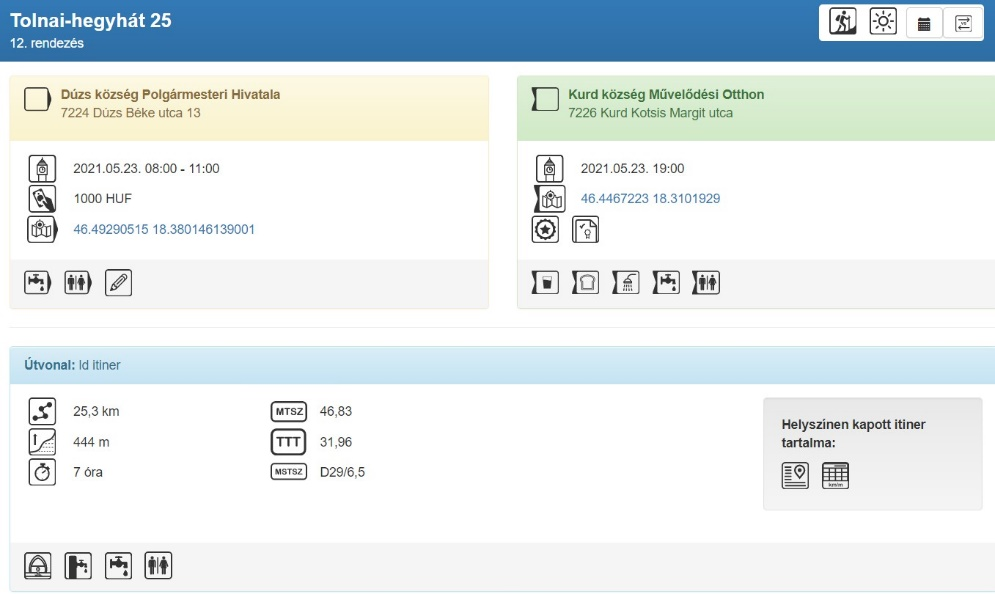 Tolnai-hegyhát 25
12. rendezés
Dúzs község Polgármesteri Hivatala
7224 Dúzs Béke utca 13
2021.05.23. 08:00 - 11:00
1000 HUF
46.49290515 18.380146139001
Kurd község Művelődési Otthon
7226 Kurd Kotsis Margit utca
2021.05.23. 19:00
46.4467223 18.3101929
Útvonal: ld itiner
25,3 km
444 m
7 óra
MTSZ 46,83
TTT 31,96
MSTSZ D29/6,5
Helyszínen kapott itiner
tartalma:
km/m